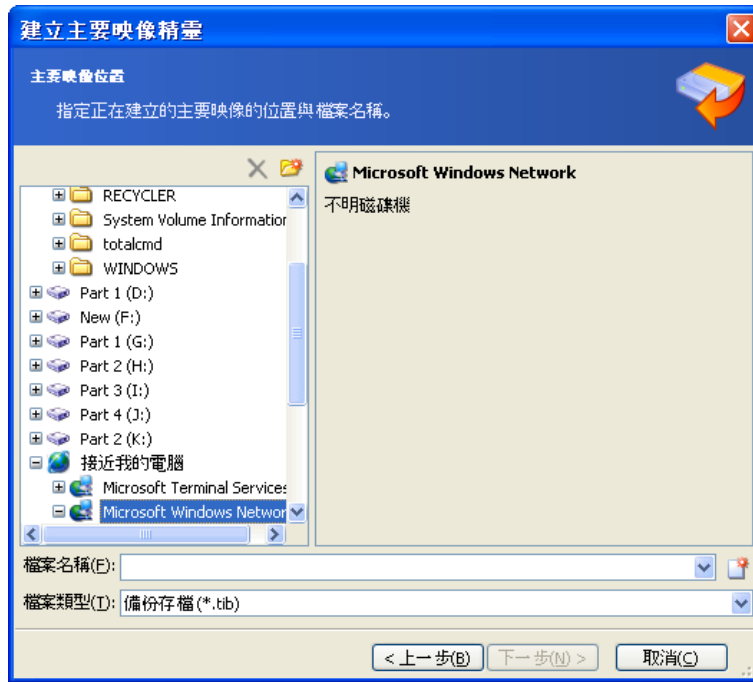 建立主要映像精靈
主要映像位置
指定正在建立的主要映像的位置與檔案名稱。
RECYCLER
System Volume Information
totalcmd
WINDOWS
Part 1 (D:)
New (F:)
Part 1 (G:)
Part 2 (H:)
Part 3 (I:)
Part 4 (J:)
Part 2 (K:)
接近我的電腦
Microsoft Terminal Services
Microsoft Windows Networ
Microsoft Windows Network
不明磁碟機
檔案名稱(F):
檔案類型(T): 備份存檔(*.tib)
<上一步(B) 下一步(N) > 取消(C)